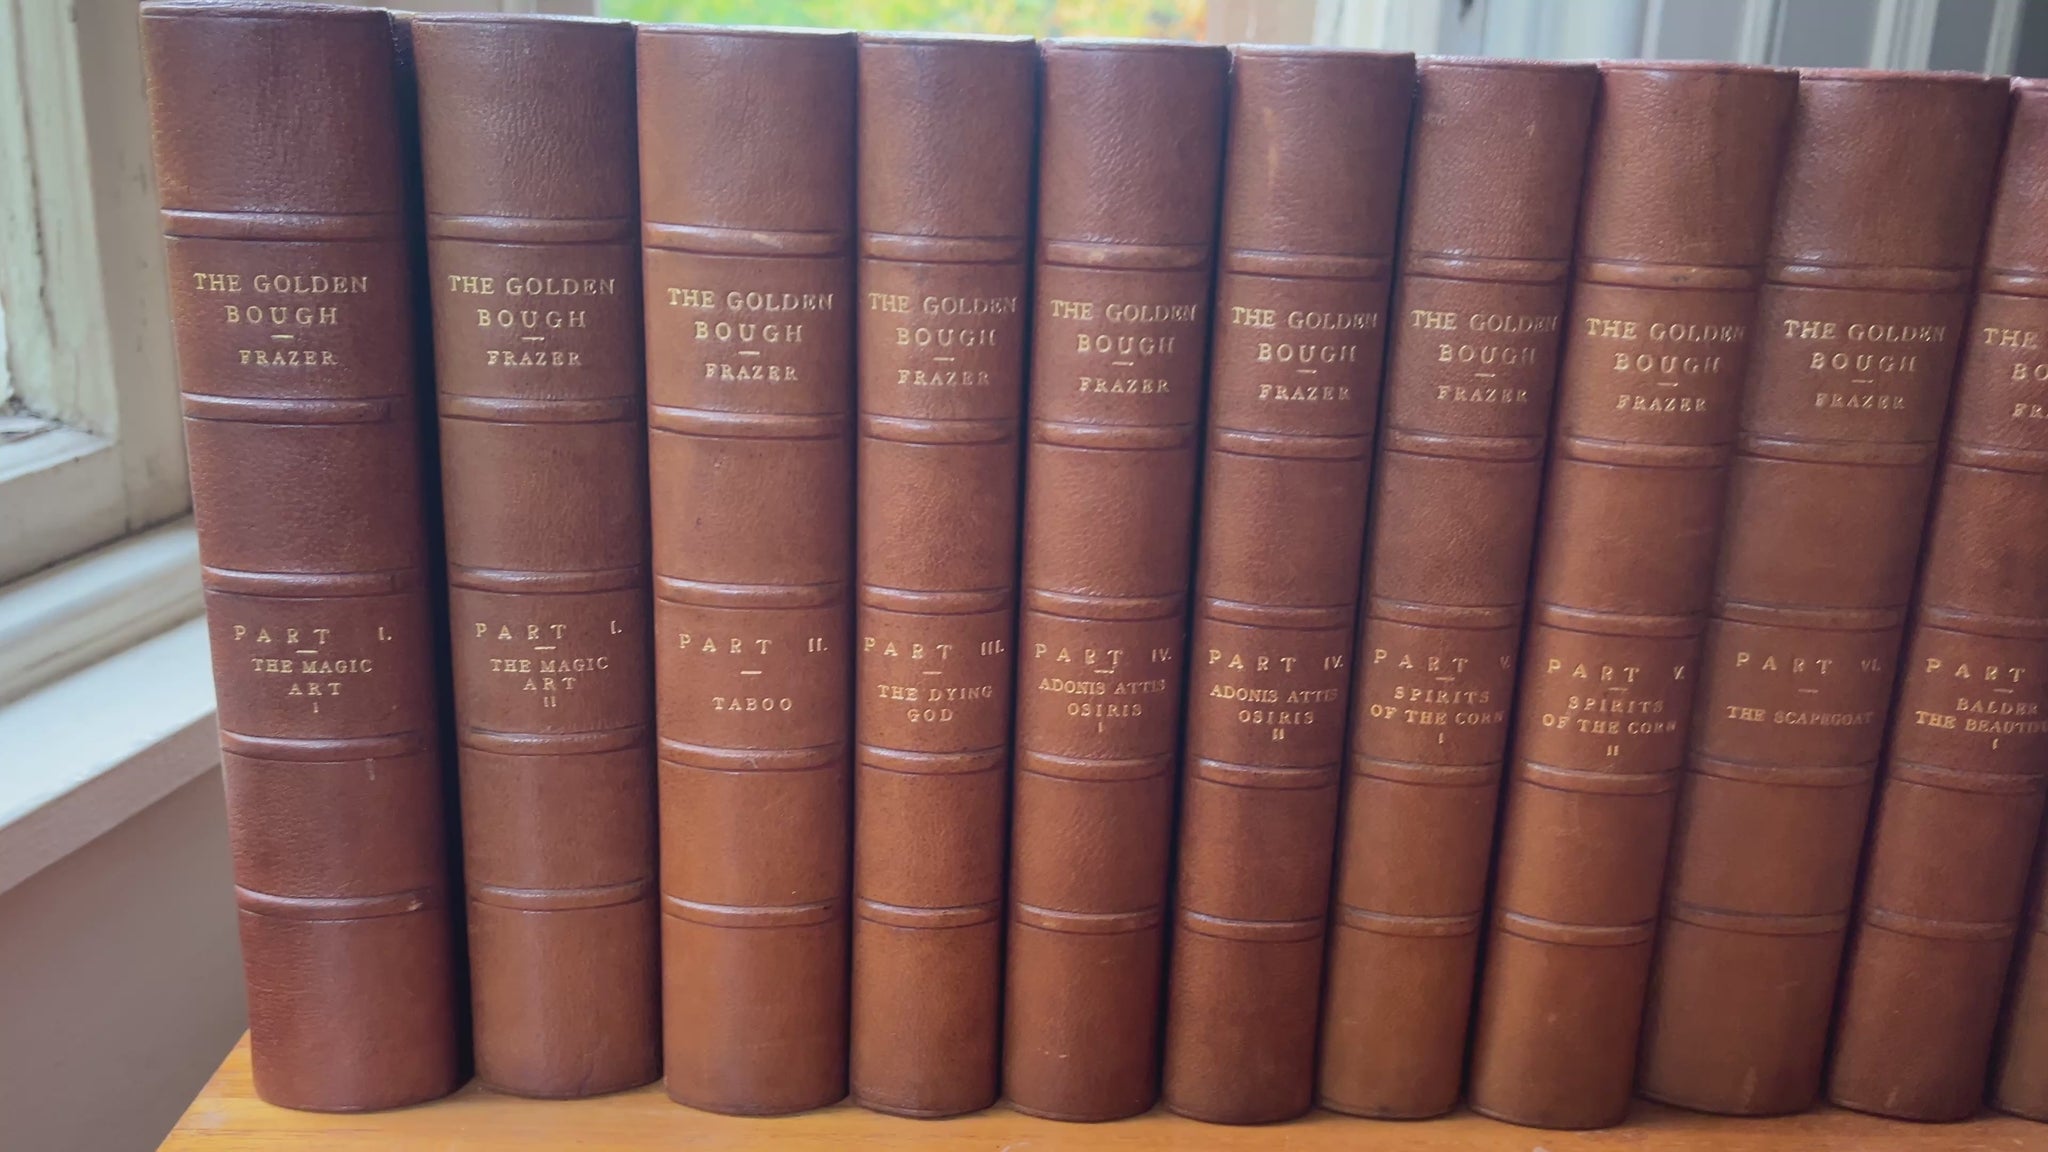 THE GOLDEN
BOUGH
FRAZER
PART I.
THE MAGIC
ART
I
THE GOLDEN
BOUGH
FRAZER
PART I.
THE MAGIC
ART
II
THE GOLDEN
BOUGH
FRAZER
PART II.
TABOO
THE GOLDEN
BOUGH
FRAZER
PART III.
THE DYING
GOD
THE GOLDEN
BOUGH
FRAZER
PART IV.
ADONIS ATTIS
OSIRIS
I
THE GOLDEN
BOUGH
FRAZER
PART IV.
ADONIS ATTIS
OSIRIS
II
THE GOLDEN
BOUGH
FRAZER
PART V.
SPIRITS
OF THE CORN
I
THE GOLDEN
BOUGH
FRAZER
PART V.
SPIRITS
OF THE CORN
II
THE GOLDEN
BOUGH
FRAZER
PART VI.
THE SCAPEGOAT
THE
PART
BALDER
THE
I